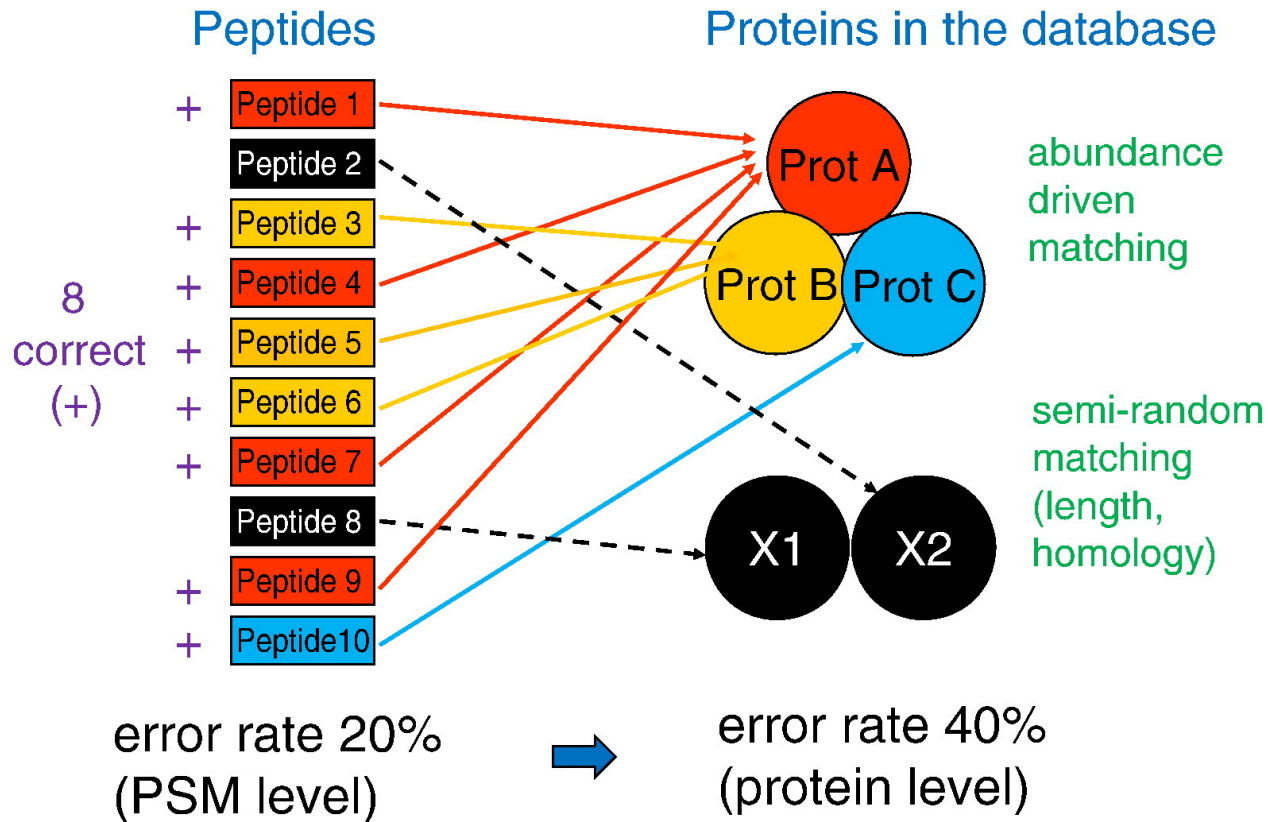 Peptides
Proteins in the database
+ Peptide 1
Peptide 2
+ Peptide 3
+ Peptide 4
+ Peptide 5
+ Peptide 6
+ Peptide 7
Peptide 8
+ Peptide 9
+ Peptide10
8
correct
(+)
Prot A
Prot B
Prot C
X1
X2
abundance
driven
matching
semi-random
matching
(length,
homology)
error rate 20%
(PSM level)
error rate 40%
(protein level)